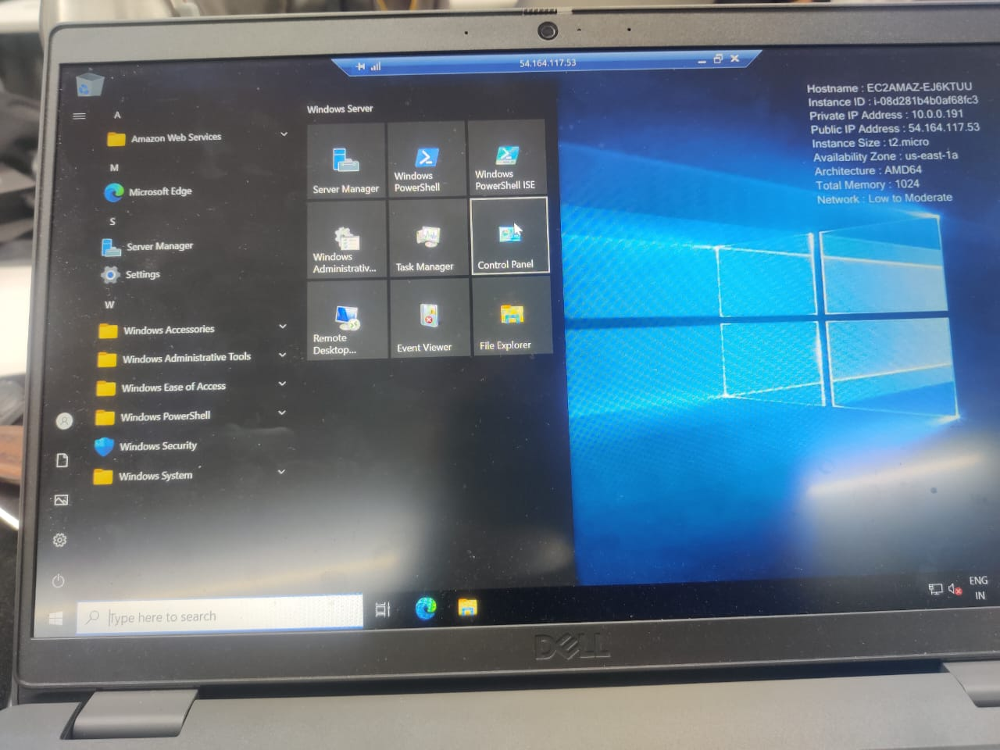 54.164.117.53
Hostname : EC2AMAZ-EJ6KTUU
Instance ID : i-08d281b4b0af68fc3
Private IP Address : 10.0.0.191
Public IP Address : 54.164.117.53
Instance Size : t2.micro
Availability Zone : us-east-1a
Architecture : AMD64
Total Memory : 1024
Network : Low to Moderate
A
Amazon Web Services
M
Microsoft Edge
S
Server Manager
Settings
W
Windows Accessories
Windows Administrative Tools
Windows Ease of Access
Windows PowerShell
Windows Security
Windows System
Windows Server
Server Manager
Windows
PowerShell
Windows
PowerShell ISE
Windows
Administrativ...
Task Manager
Control Panel
Remote
Desktop...
Event Viewer
File Explorer
Type here to search
ENG
IN
DELL